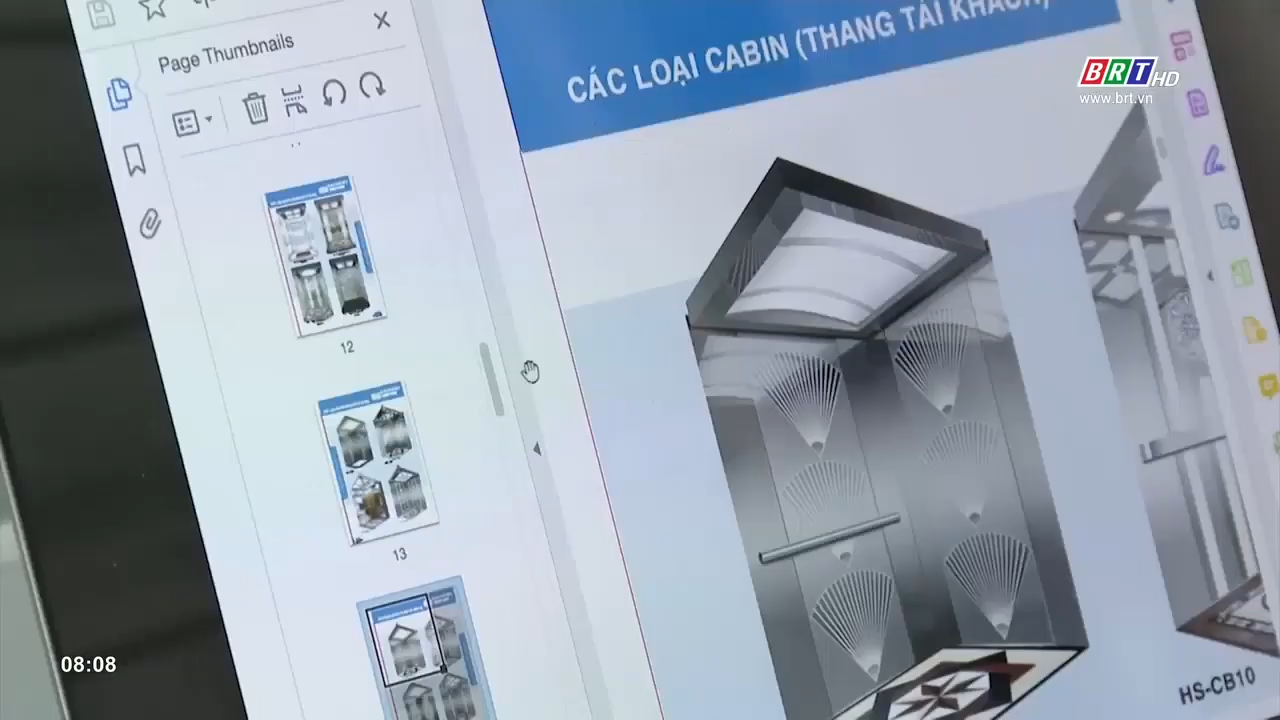 Page Thumbnails
CÁC LOẠI CABIN (THANG TẢI KHÁCH)
BRT HD
www.brt.vn
12
13
08:08
HS-CB10